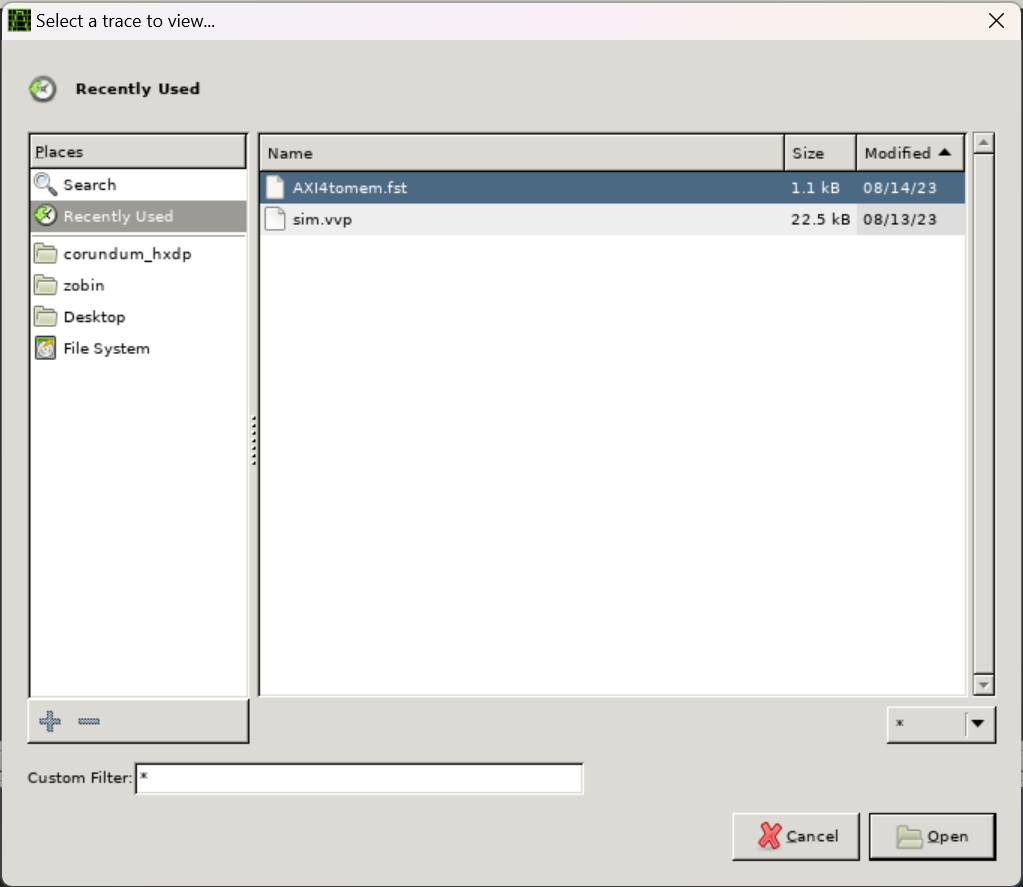 Select a trace to view...
Recently Used
Places
Search
Recently Used
corundum_hxdp
zobin
Desktop
File System
Name Size Modified
AXI4tomem.fst 1.1 kB 08/14/23
sim.vvp 22.5 kB 08/13/23
*
Custom Filter: *
Cancel Open